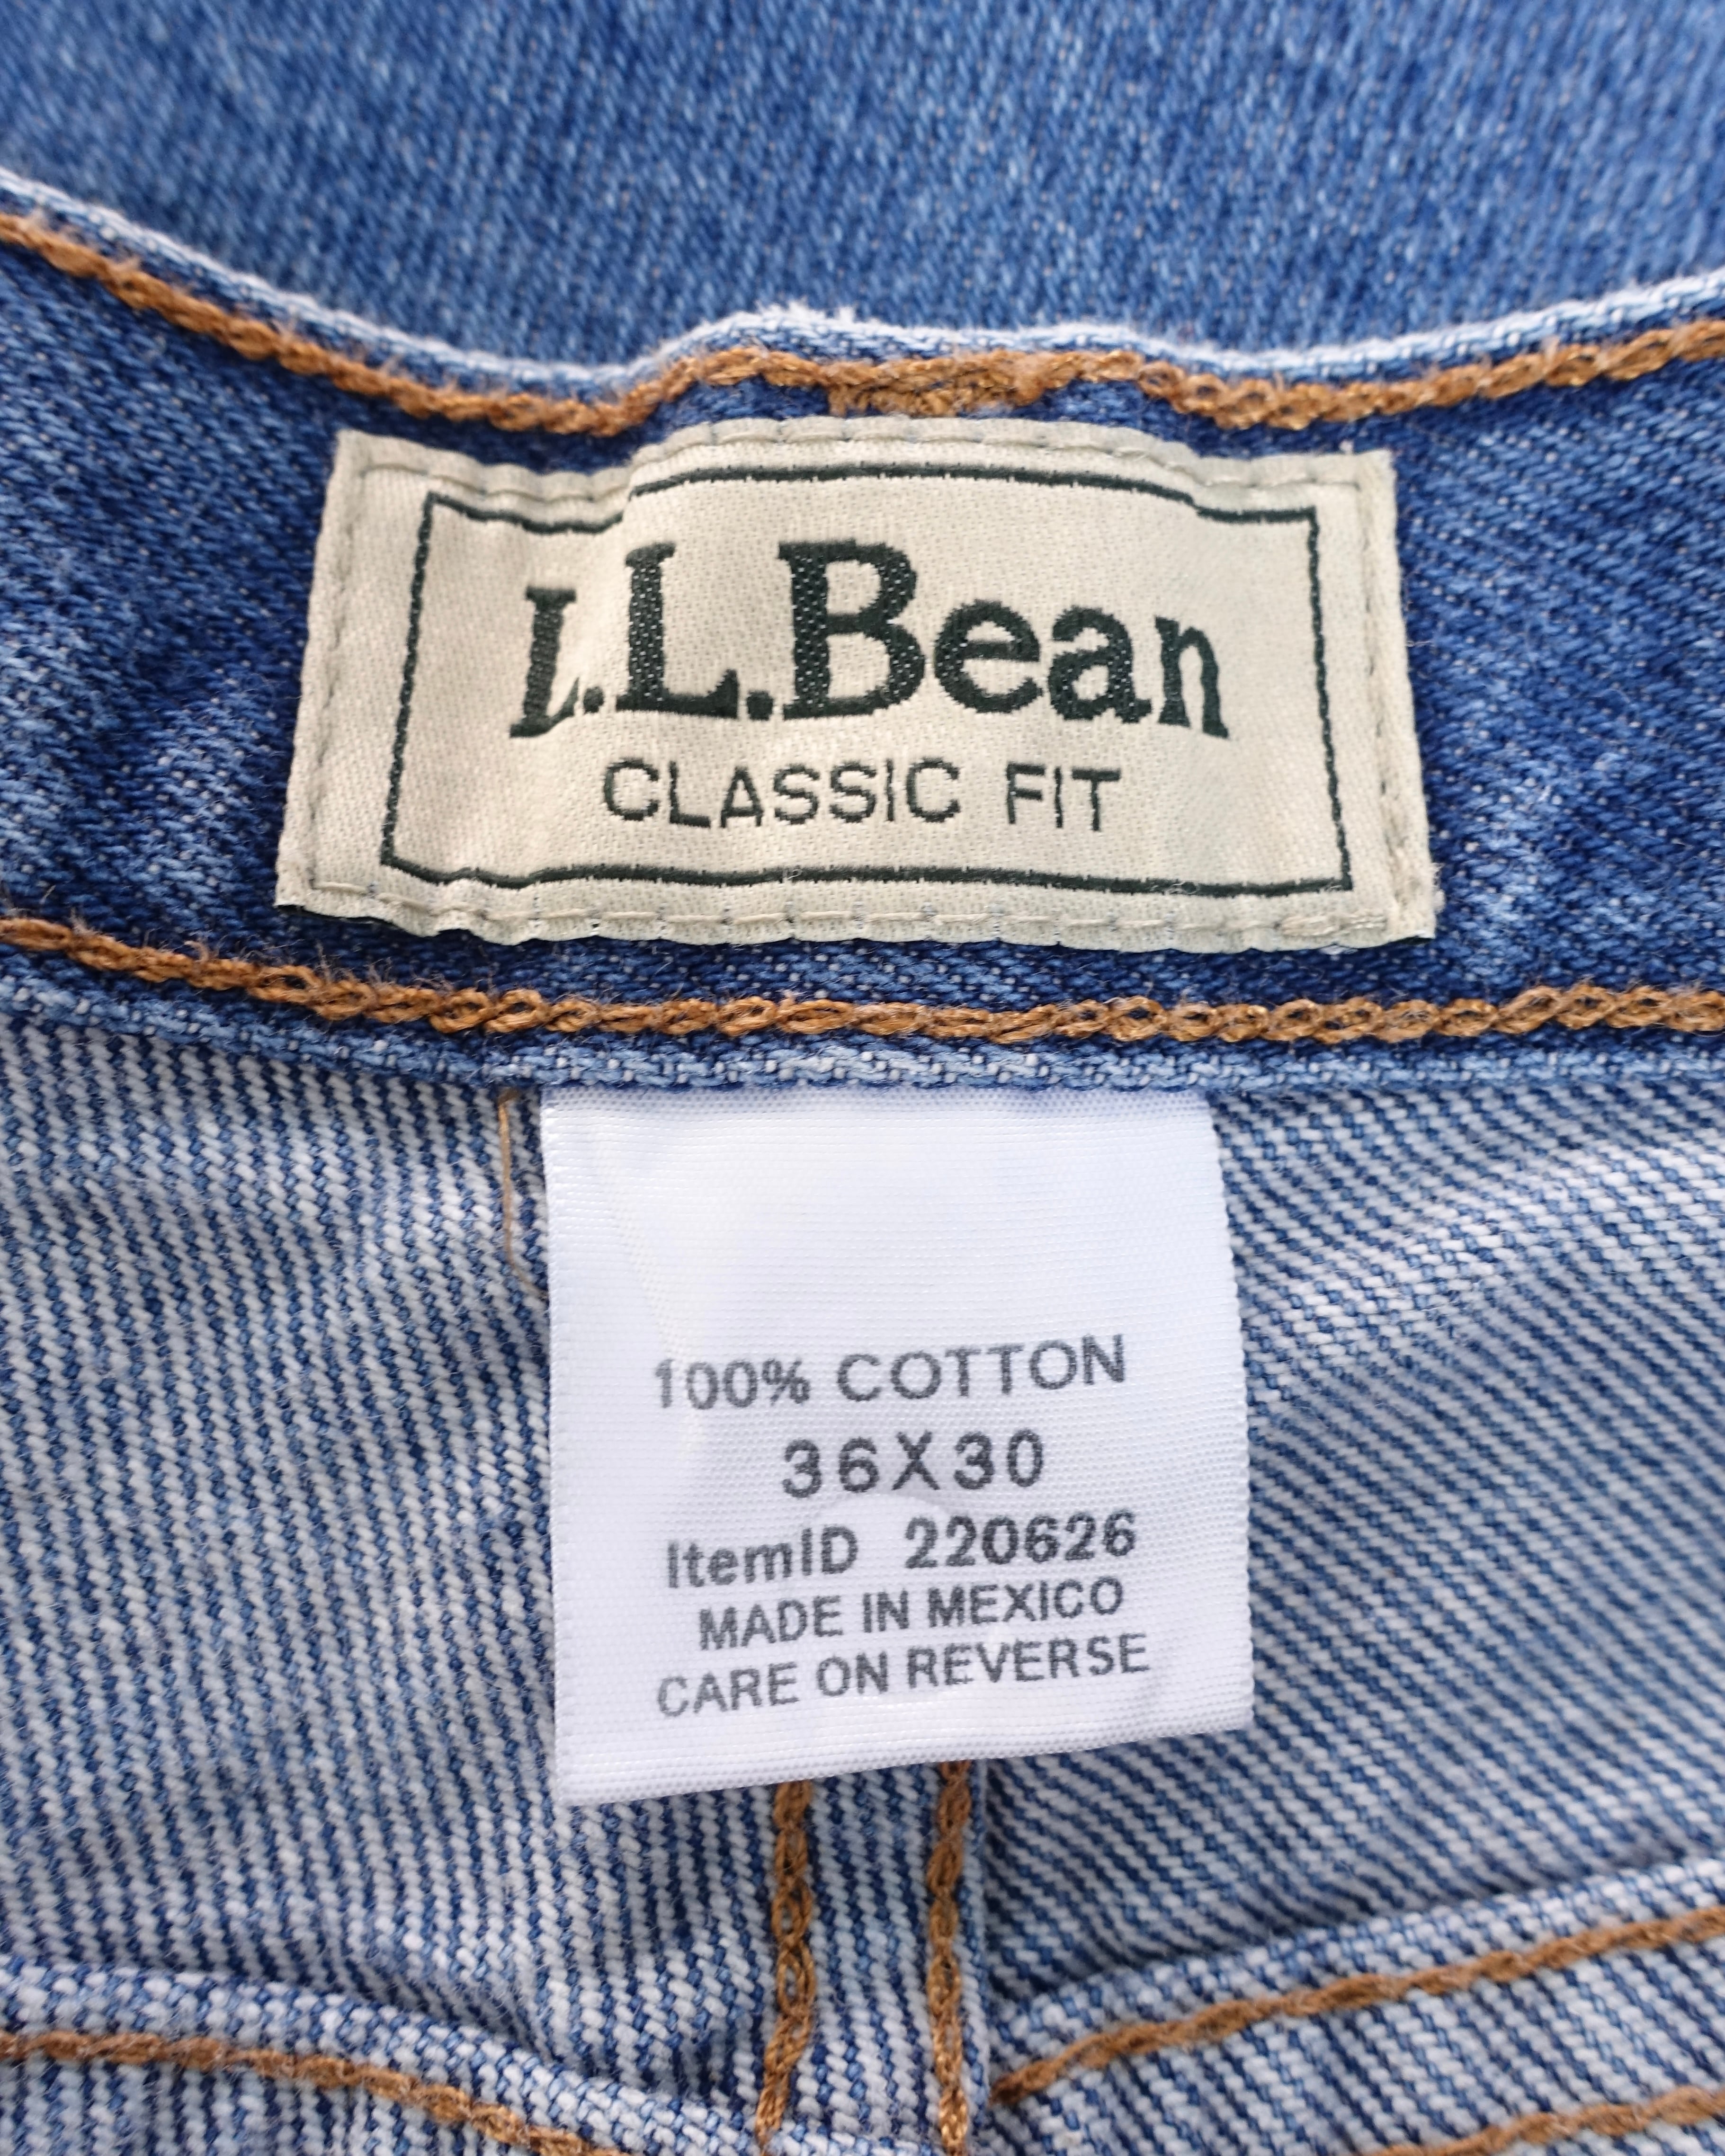 L.L.Bean
CLASSIC FIT
100% COTTON
36X30
ItemID 220626
MADE IN MEXICO
CARE ON REVERSE